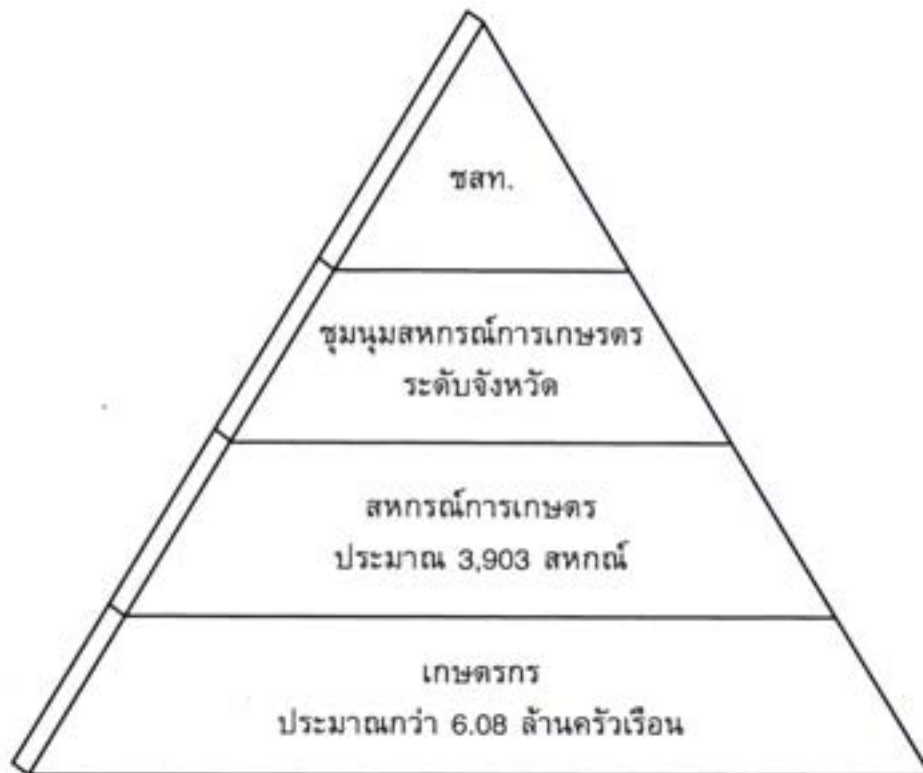 ชสท.
ชุมนุมสหกรณ์การเกษรตร
ระดับจังหวัด
สหกรณ์การเกษตร
ประมาณ 3,903 สหกณ์
เกษตรกร
ประมาณกว่า 6.08 ล้านครัวเรือน